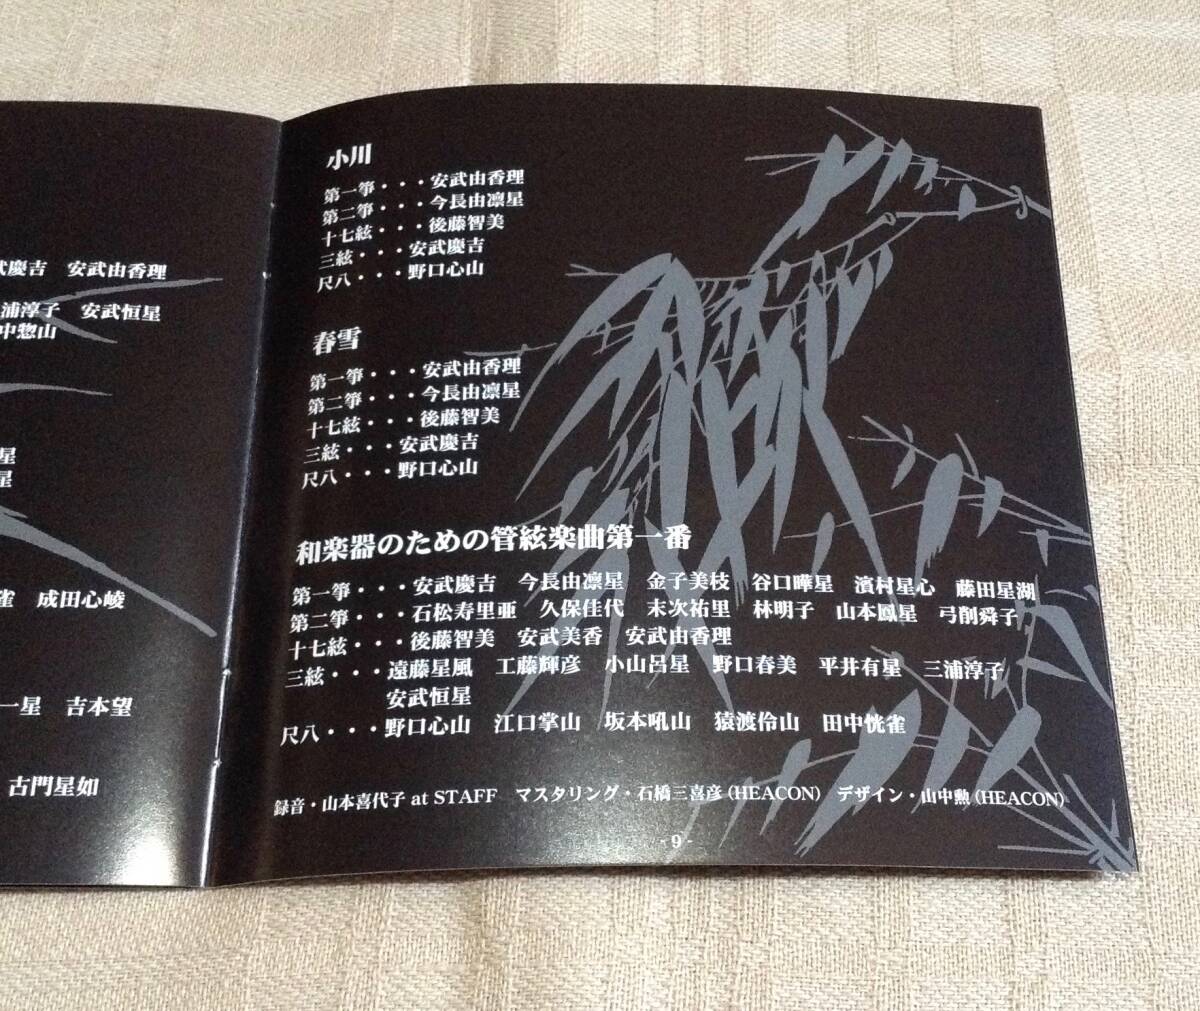 武慶吉　安武由香理
浦淳子　安武恒星
中惣山
星
星
雀　成田心崚
一星　吉本望
古門星如
小川
第一箏・・・安武由香理
第二箏・・・今長由凛星
十七絃・・・後藤智美
三絃・・・安武慶吉
尺八・・・野口心山
春雪
第一箏・・・安武由香理
第二箏・・・今長由凛星
十七絃・・・後藤智美
三絃・・・安武慶吉
尺八・・・野口心山
和楽器のための管絃楽曲第一番
第一箏・・・安武慶吉　今長由凛星　金子美枝　谷口曄星　濱村星心　藤田星湖
第二箏・・・石松寿里亜　久保佳代　末次祐里　林明子　山本鳳星　弓削舜子
十七絃・・・後藤智美　安武美香　安武由香理
三絃・・・遠藤星風　工藤輝彦　小山呂星　野口春美　平井有星　三浦淳子
安武恒星
尺八・・・野口心山　江口掌山　坂本吼山　猿渡伶山　田中恍雀
録音・山本喜代子 at STAFF　マスタリング・石橋三喜彦 (HEACON)　デザイン・山中勲 (HEACON)
- 9 -